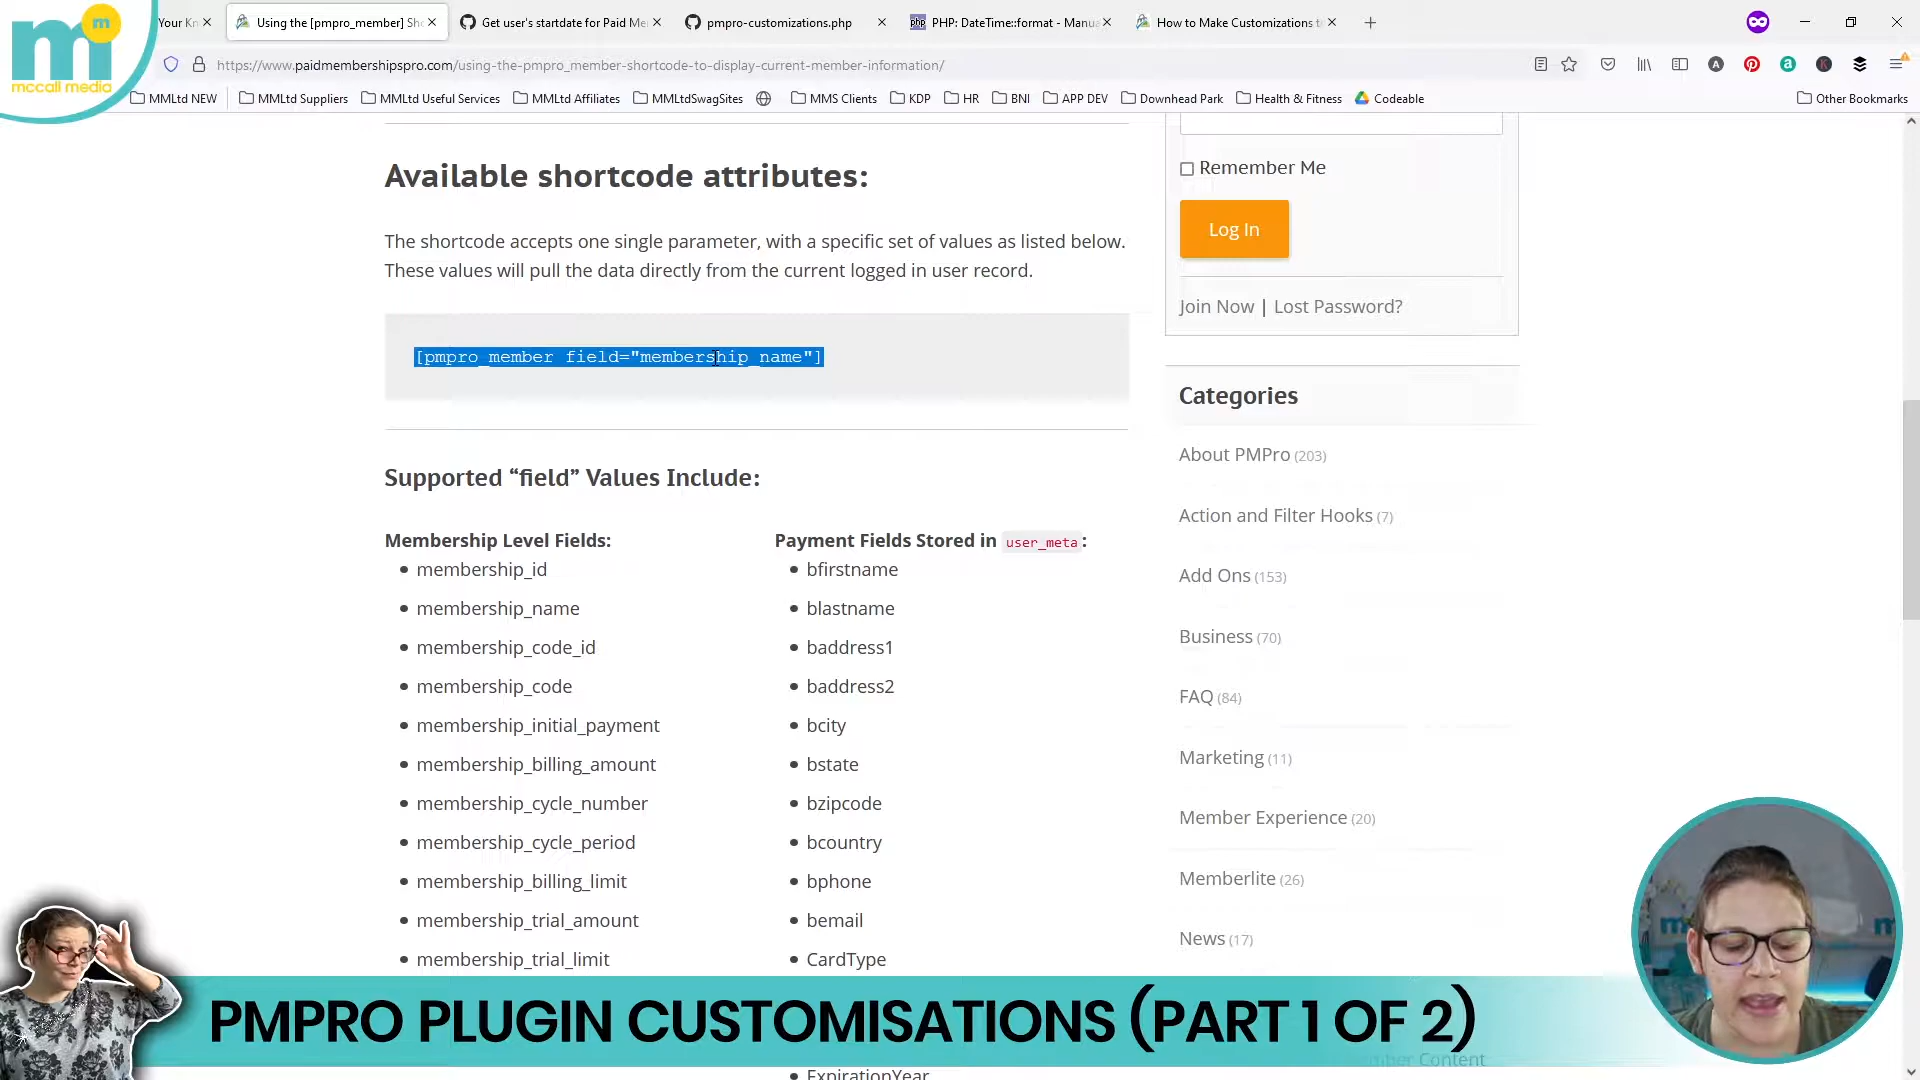 m
m
mccall media
Your Kn
Using the [pmpro_member] Sh
Get user's startdate for Paid Me
pmpro-customizations.php
PHP: DateTime::format - Manua
How to Make Customizations t
https://www.paidmembershipspro.com/using-the-pmpro_member-shortcode-to-display-current-member-information/
MMLtd NEW
MMLtd Suppliers
MMLtd Useful Services
MMLtd Affiliates
MMLtdSwagSites
MMS Clients
KDP
HR
BNI
APP DEV
Downhead Park
Health & Fitness
Codeable
Other Bookmarks
Available shortcode attributes:
The shortcode accepts one single parameter, with a specific set of values as listed below.
These values will pull the data directly from the current logged in user record.
[pmpro_member field="membership_name"]
Supported “field” Values Include:
Membership Level Fields:
membership_id
membership_name
membership_code_id
membership_code
membership_initial_payment
membership_billing_amount
membership_cycle_number
membership_cycle_period
membership_billing_limit
membership_trial_amount
membership_trial_limit
Payment Fields Stored in user_meta:
bfirstname
blastname
baddress1
baddress2
bcity
bstate
bzipcode
bcountry
bphone
bemail
CardType
ExpirationYear
Remember Me
Log In
Join Now | Lost Password?
Categories
About PMPro (203)
Action and Filter Hooks (7)
Add Ons (153)
Business (70)
FAQ (84)
Marketing (11)
Member Experience (20)
Memberlite (26)
News (17)
Content
PMPRO PLUGIN CUSTOMISATIONS (PART 1 OF 2)